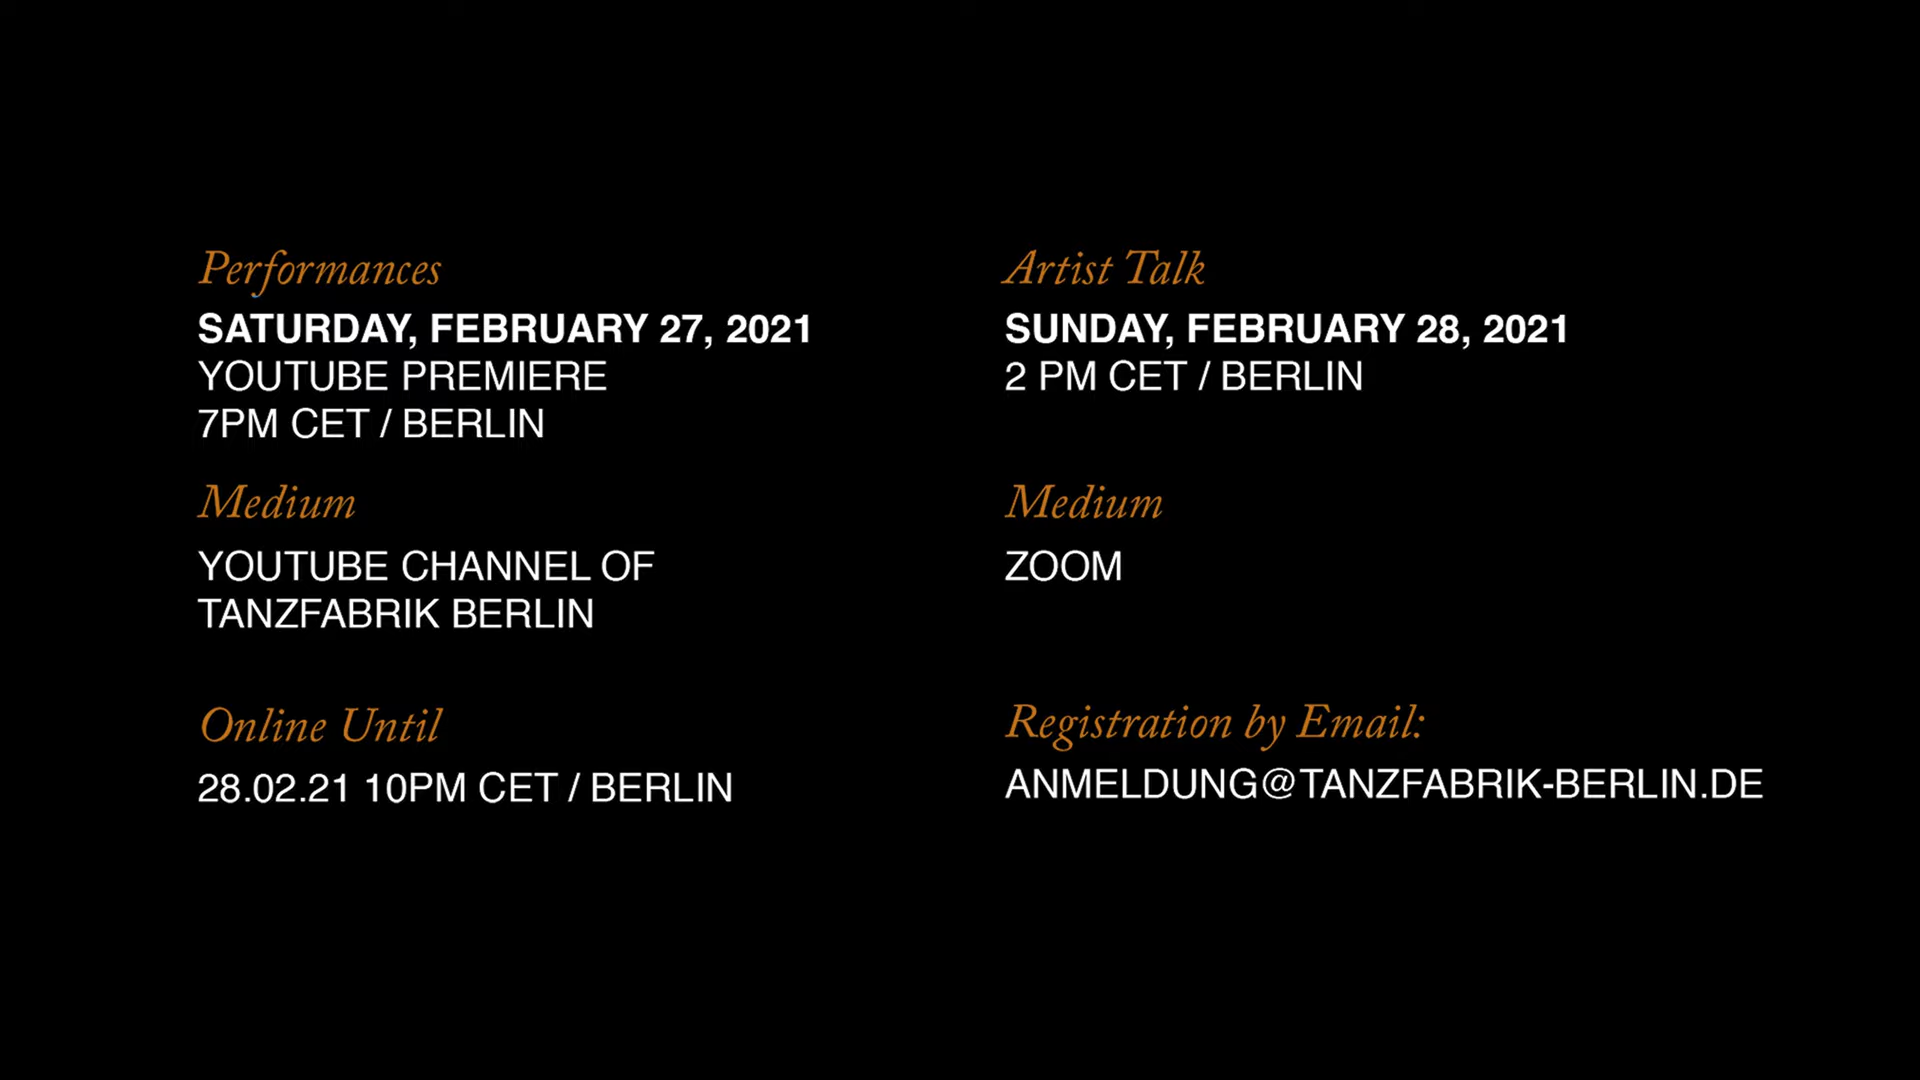 Performances
SATURDAY, FEBRUARY 27, 2021
YOUTUBE PREMIERE
7PM CET / BERLIN
Medium
YOUTUBE CHANNEL OF
TANZFABRIK BERLIN
Online Until
28.02.21 10PM CET / BERLIN
Artist Talk
SUNDAY, FEBRUARY 28, 2021
2 PM CET / BERLIN
Medium
ZOOM
Registration by Email:
ANMELDUNG@TANZFABRIK-BERLIN.DE